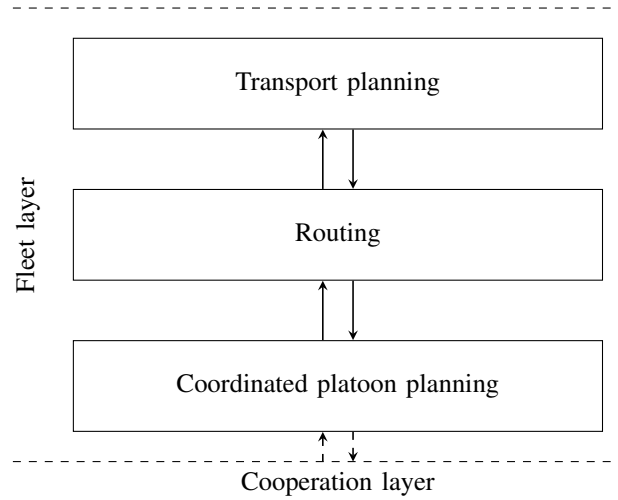 Transport planning
Fleet layer
Routing
Coordinated platoon planning
Cooperation layer